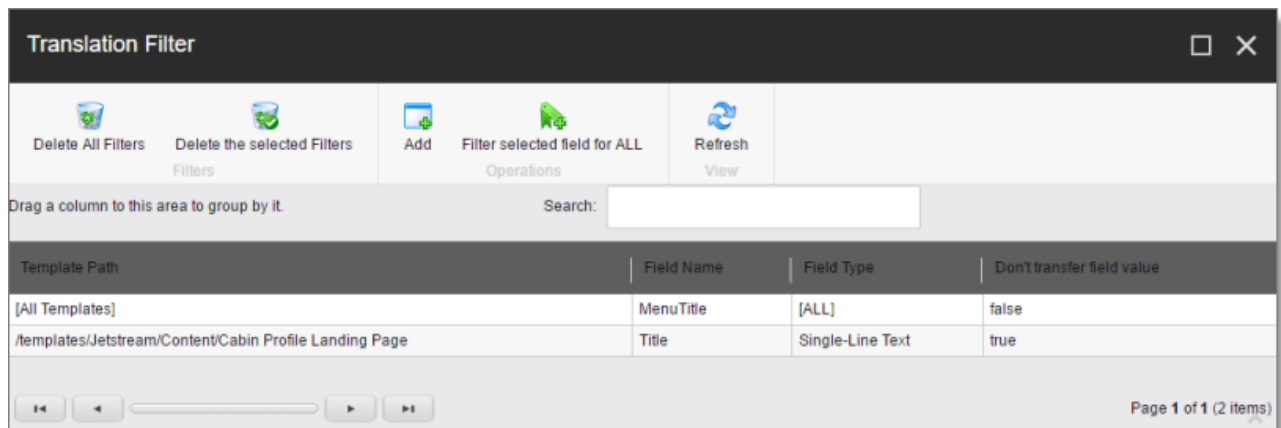 Translation Filter
Delete All Filters Delete the selected Filters Add Filter selected field for ALL Refresh
Filters Operations View
Drag a column to this area to group by it. Search:
Template Path Field Name Field Type Don't transfer field value
[All Templates] MenuTitle [ALL] false
/templates/Jetstream/Content/Cabin Profile Landing Page Title Single-Line Text true
Page 1 of 1 (2 items)